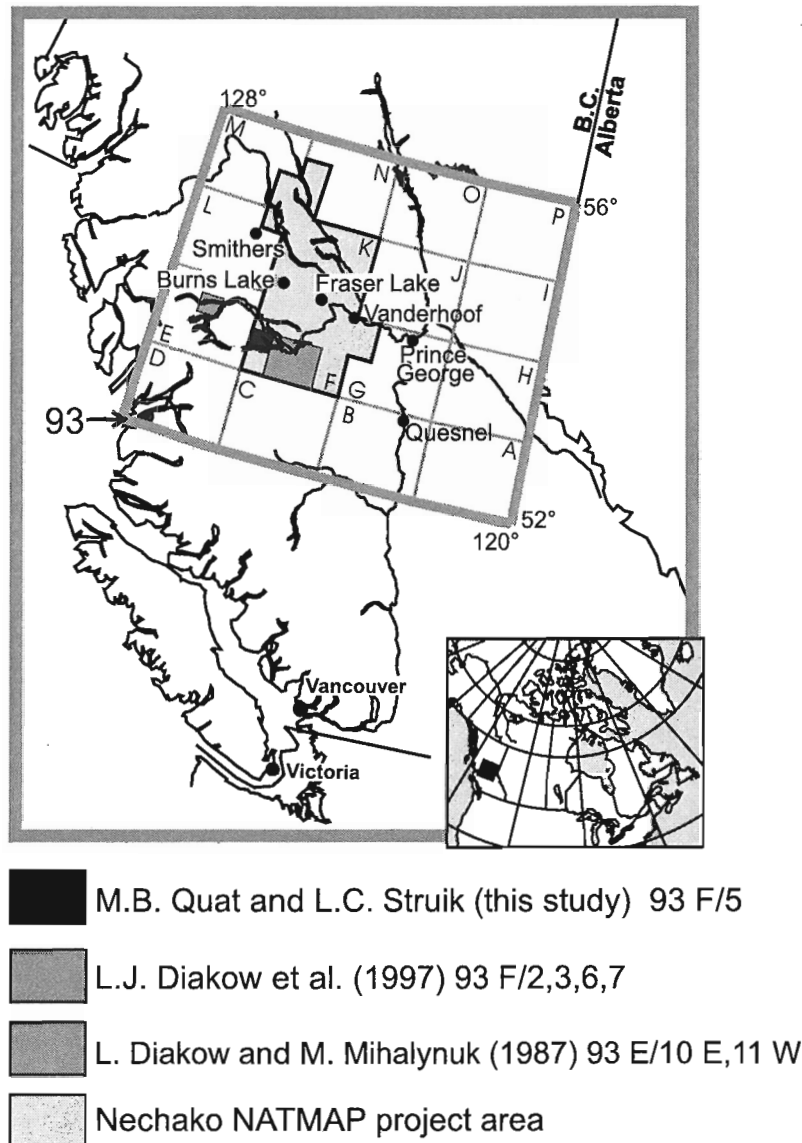 128°
B.C.
Alberta
M
N
O
P
56°
L
K
J
I
Smithers
Burns Lake
Fraser Lake
Vanderhoof
E
Prince
George
D
H
C
F
G
B
93
Quesnel
A
52°
120°
Vancouver
Victoria
M.B. Quat and L.C. Struik (this study) 93 F/5
L.J. Diakow et al. (1997) 93 F/2,3,6,7
L. Diakow and M. Mihalynuk (1987) 93 E/10 E,11 W
Nechako NATMAP project area